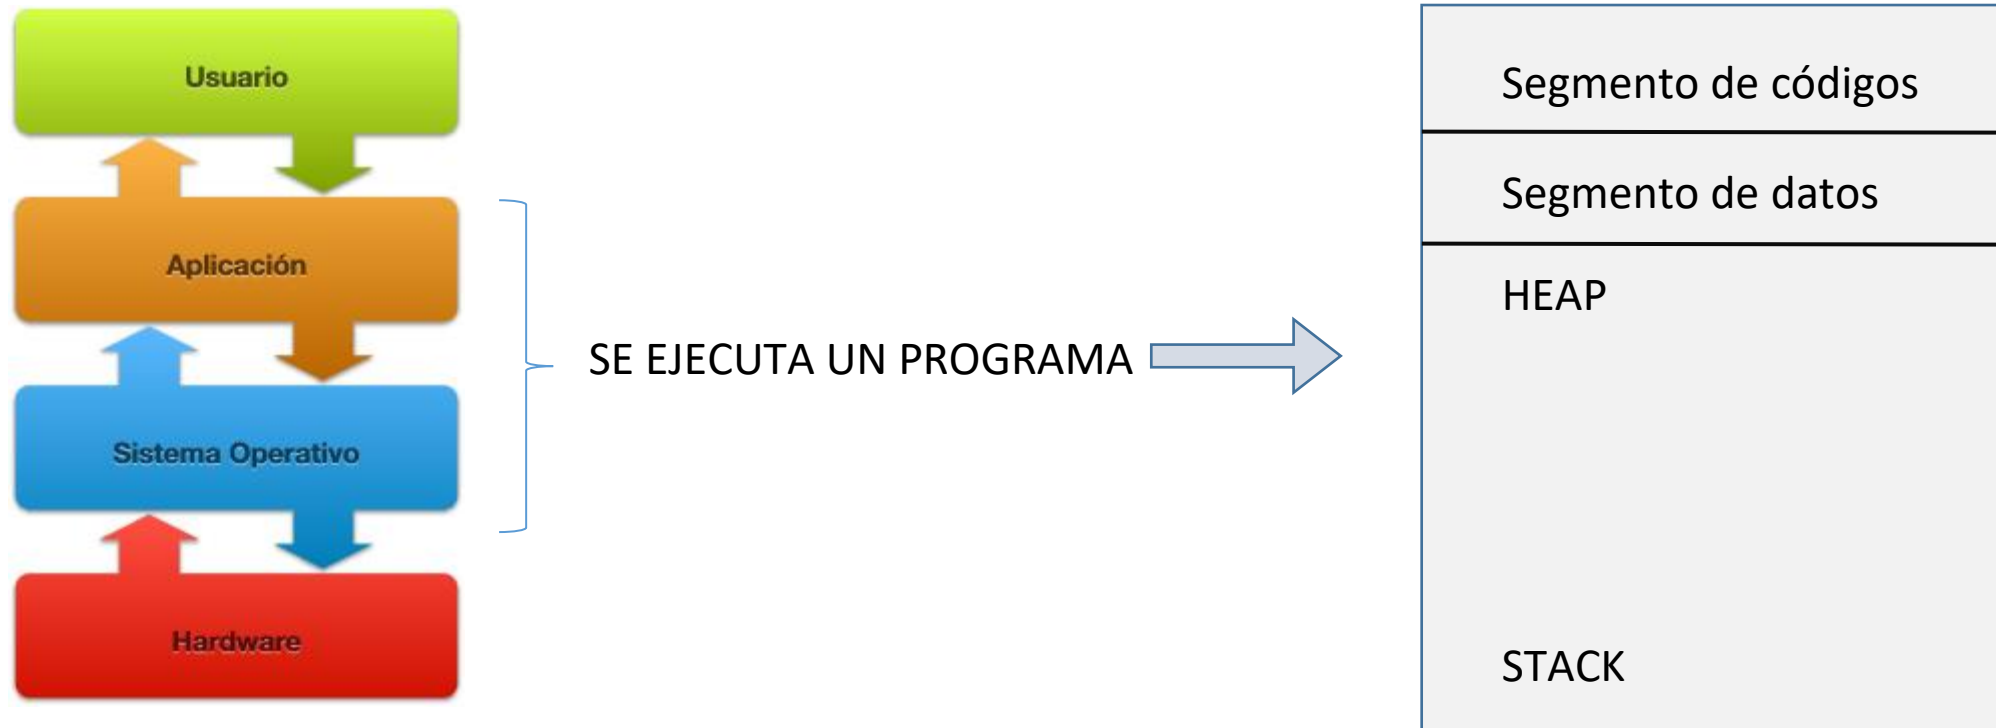 Usuario
Aplicación
Sistema Operativo
Hardware
SE EJECUTA UN PROGRAMA
Segmento de códigos
Segmento de datos
HEAP
STACK